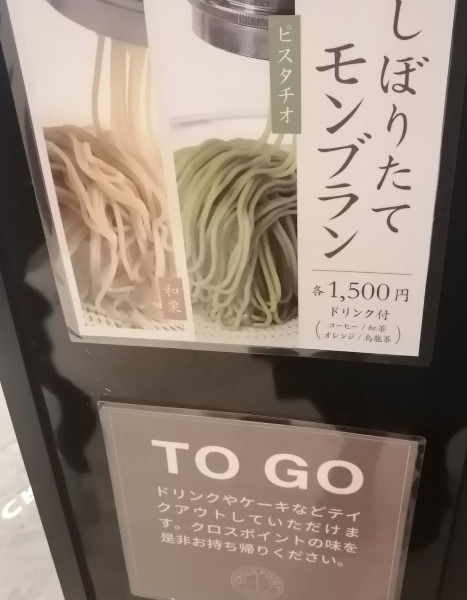 しぼりたて
モンブラン
ピスタチオ
和栗
各1,500円
ドリンク付
(コーヒー/紅茶
オレンジ/烏龍茶)
TO GO
ドリンクやケーキなどテイ
クアウトしていただけま
す。クロスポイントの味を
是非お持ち帰りください。